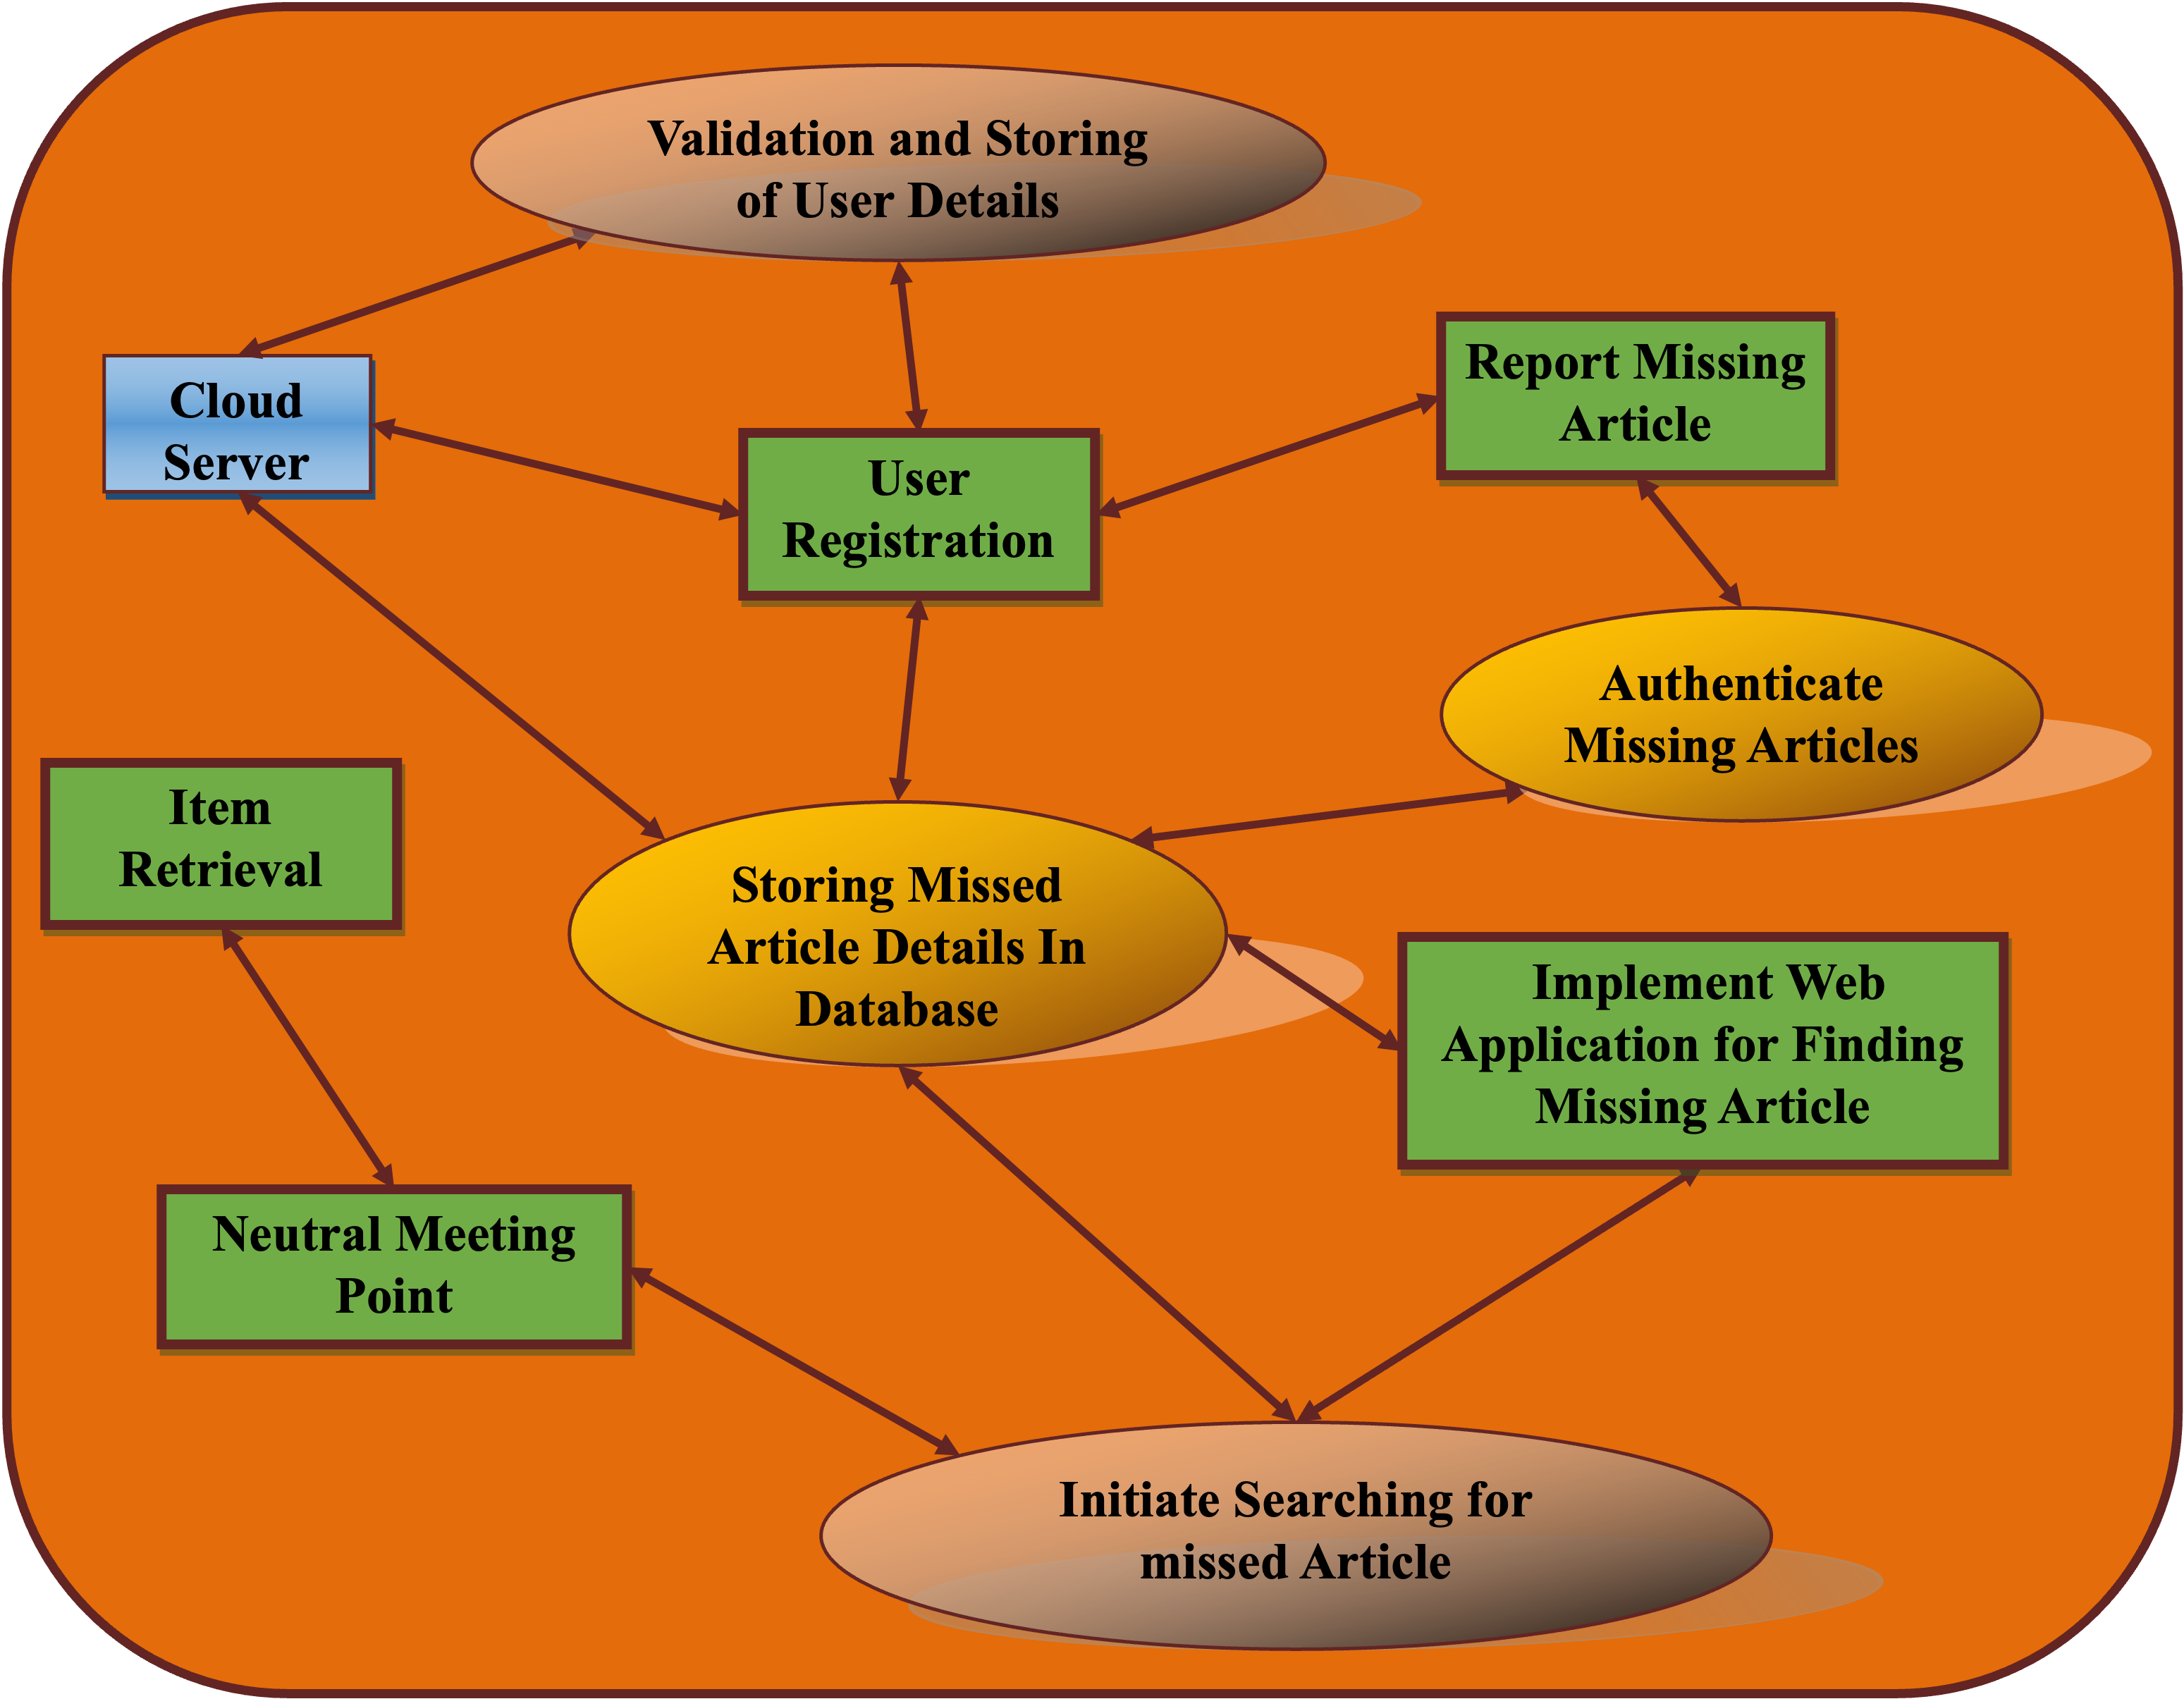 Validation and Storing
of User Details
Cloud
Server
Report Missing
Article
User
Registration
Authenticate
Missing Articles
Item
Retrieval
Storing Missed
Article Details In
Database
Implement Web
Application for Finding
Missing Article
Neutral Meeting
Point
Initiate Searching for
missed Article